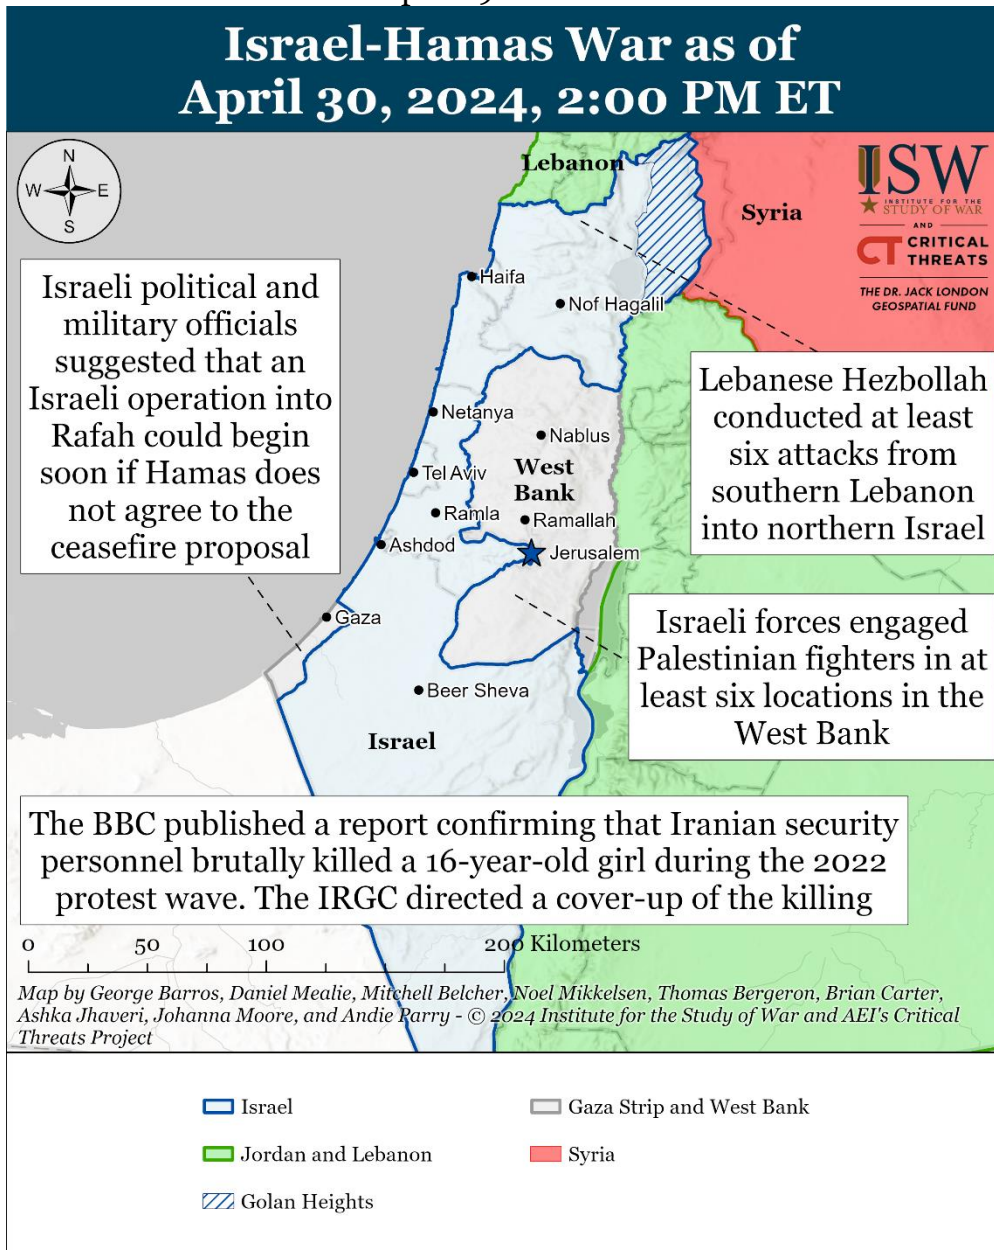 Israel-Hamas War as of
April 30, 2024, 2:00 PM ET
N
W
E
S
Lebanon
Syria
ISW
INSTITUTE FOR THE
STUDY OF WAR
AND
CT CRITICAL
THREATS
THE DR. JACK LONDON
GEOSPATIAL FUND
Haifa
Nof Hagalil
Israeli political and
military officials
suggested that an
Israeli operation into
Rafah could begin
soon if Hamas does
not agree to the
ceasefire proposal
Lebanese Hezbollah
conducted at least
six attacks from
southern Lebanon
into northern Israel
Netanya
Nablus
West
Bank
Tel Aviv
Ramla
Ramallah
Ashdod
Jerusalem
Gaza
Israeli forces engaged
Palestinian fighters in at
least six locations in the
West Bank
Beer Sheva
Israel
The BBC published a report confirming that Iranian security
personnel brutally killed a 16-year-old girl during the 2022
protest wave. The IRGC directed a cover-up of the killing
0 50 100 200 Kilometers
Map by George Barros, Daniel Mealie, Mitchell Belcher, Noel Mikkelsen, Thomas Bergeron, Brian Carter,
Ashka Jhaveri, Johanna Moore, and Andie Parry - © 2024 Institute for the Study of War and AEI's Critical
Threats Project
Israel
Gaza Strip and West Bank
Jordan and Lebanon
Syria
Golan Heights